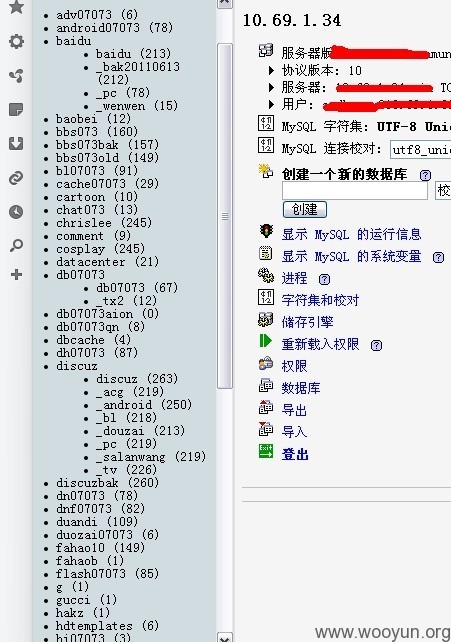 adv07073 (6)
android07073 (78)
baidu
baidu (213)
_bak20110613
(212)
_pc (78)
_wenwen (15)
baobei (12)
bbs073 (160)
bbs073bak (157)
bbs073old (149)
bl07073 (91)
cache07073 (29)
cartoon (10)
chat073 (13)
chrislee (245)
comment (9)
cosplay (245)
datacenter (21)
db07073
db07073 (67)
_tx2 (12)
db07073aion (0)
db07073qn (8)
dbcache (4)
dh07073 (87)
discuz
discuz (263)
_acg (219)
_android (250)
_bl (218)
_douzai (213)
_pc (219)
_salanwang (219)
_tv (226)
discuzbak (260)
dn07073 (78)
dnf07073 (82)
duandi (109)
duozai07073 (6)
fahao10 (149)
fahaob (1)
flash07073 (85)
g (1)
gucci (1)
hakz (1)
hdtemplates (6)
10.69.1.34
服务器版
协议版本: 10
服务器:
用户:
MySQL 字符集: UTF-8 Unic
MySQL 连接校对: utf8_unic
创建一个新的数据库
校
创建
显示 MySQL 的运行信息
显示 MySQL 的系统变量
进程
字符集和校对
储存引擎
重新载入权限
权限
数据库
导出
导入
Exit 登出
www.wooyun.org